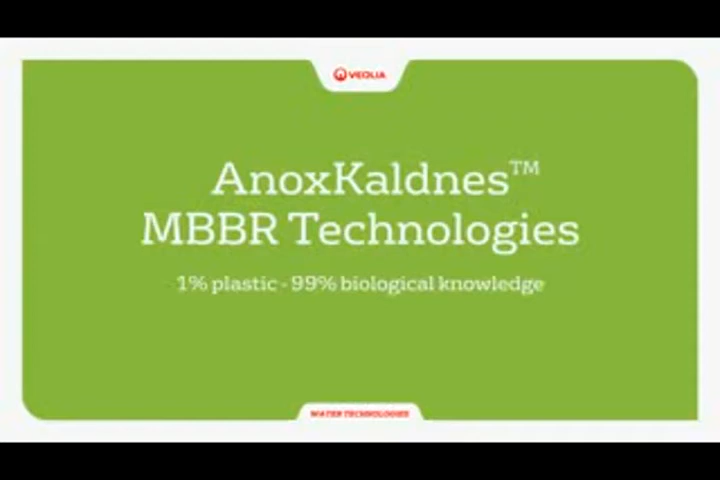 VEOLIA
AnoxKaldnes™
MBBR Technologies
1% plastic - 99% biological knowledge
WATER TECHNOLOGIES